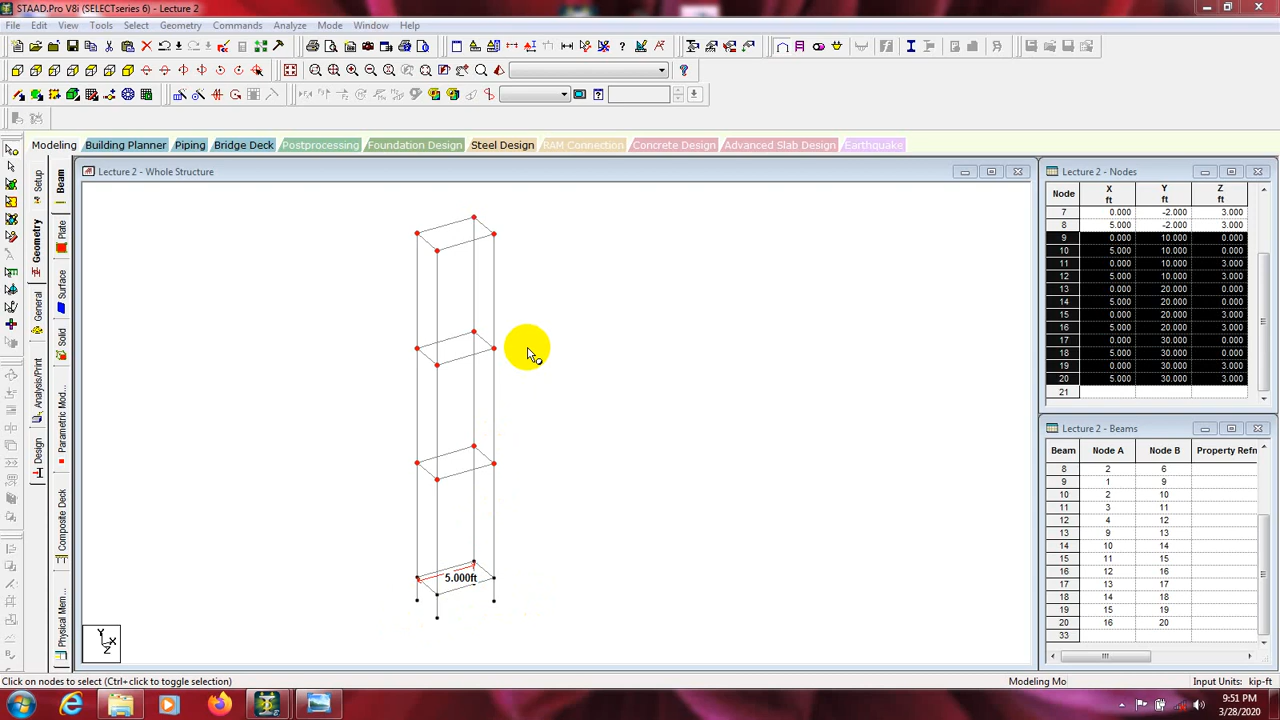 STAAD.Pro V8i (SELECTseries 6) - Lecture 2
File Edit View Tools Select Geometry Commands Analyze Mode Window Help
Modeling Building Planner Piping Bridge Deck Postprocessing Foundation Design Steel Design RAM Connection Concrete Design Advanced Slab Design Earthquake
Setup
Geometry
General
Analysis/Print
Design
Beam
Plate
Surface
Solid
Parametric Mod...
Composite Deck
Physical Mem...
Lecture 2 - Whole Structure
5.000ft
Y
X
Z
Lecture 2 - Nodes
Node X ft Y ft Z ft
7 0.000 -2.000 3.000
8 5.000 -2.000 3.000
9 0.000 10.000 0.000
10 5.000 10.000 0.000
11 0.000 10.000 3.000
12 5.000 10.000 3.000
13 0.000 20.000 0.000
14 5.000 20.000 0.000
15 0.000 20.000 3.000
16 5.000 20.000 3.000
17 0.000 30.000 0.000
18 5.000 30.000 0.000
19 0.000 30.000 3.000
20 5.000 30.000 3.000
21
Lecture 2 - Beams
Beam Node A Node B Property Refn
8 2 6
9 1 9
10 2 10
11 3 11
12 4 12
13 9 13
14 10 14
15 11 15
16 12 16
17 13 17
18 14 18
19 15 19
20 16 20
33
Click on nodes to select (Ctrl+click to toggle selection)
Modeling Mo
Input Units: kip-ft
9:51 PM
3/28/2020